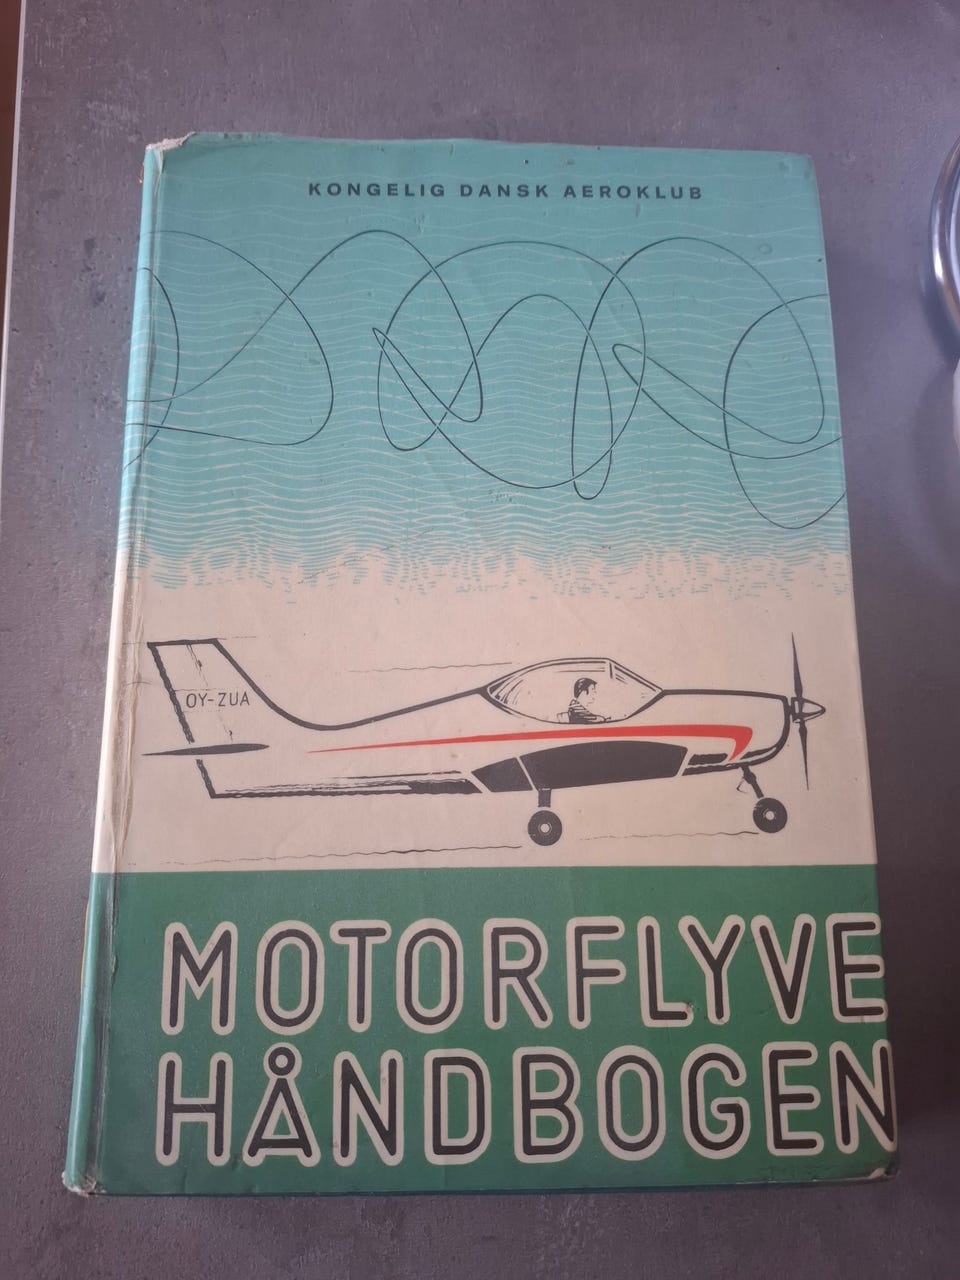 KONGELIG DANSK AEROKLUB
OY-ZUA
MOTORFLYVE
HÅNDBOGEN